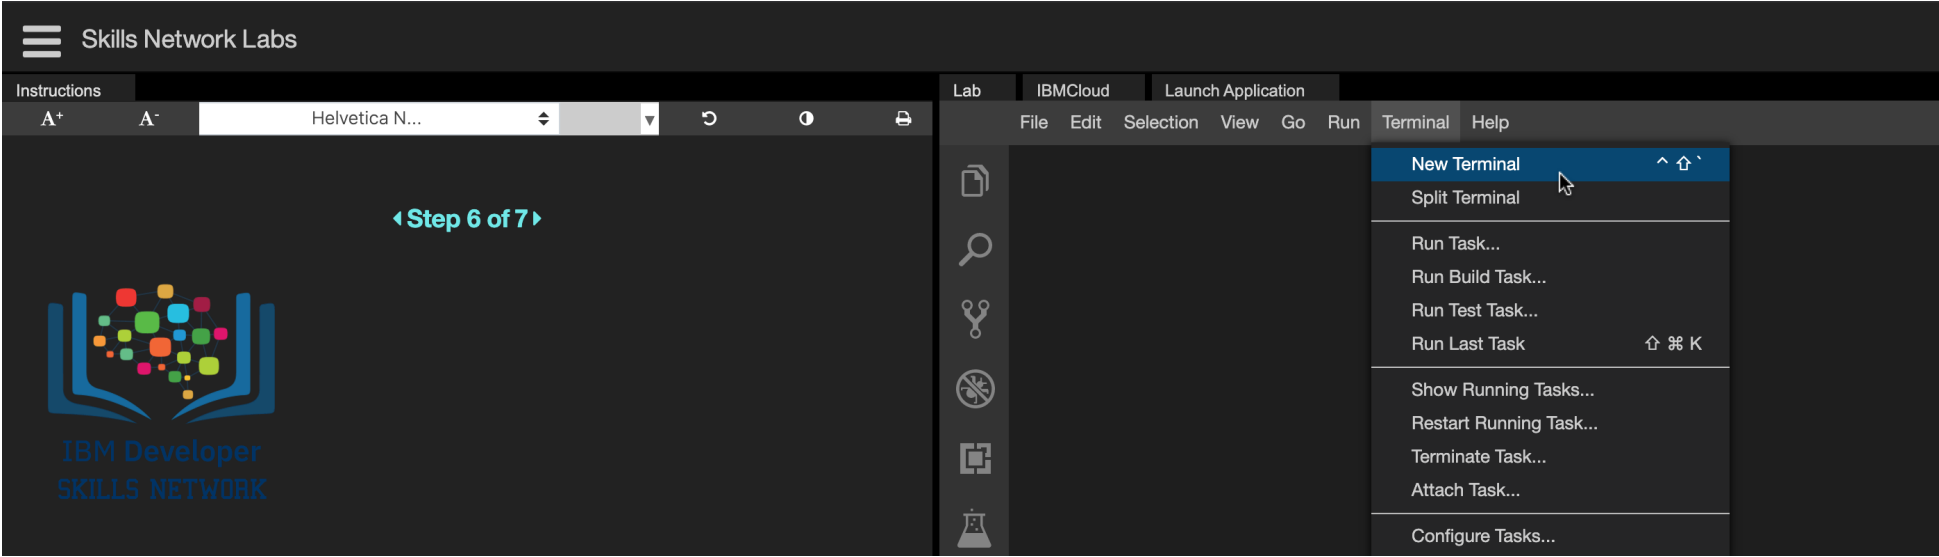 Skills Network Labs
Instructions
A+ A- Helvetica N...
Step 6 of 7
IBM Developer
SKILLS NETWORK
Lab IBMCloud Launch Application
File Edit Selection View Go Run Terminal Help
New Terminal ^ ⇧ `
Split Terminal
Run Task...
Run Build Task...
Run Test Task...
Run Last Task ⇧ ⌘ K
Show Running Tasks...
Restart Running Task...
Terminate Task...
Attach Task...
Configure Tasks...